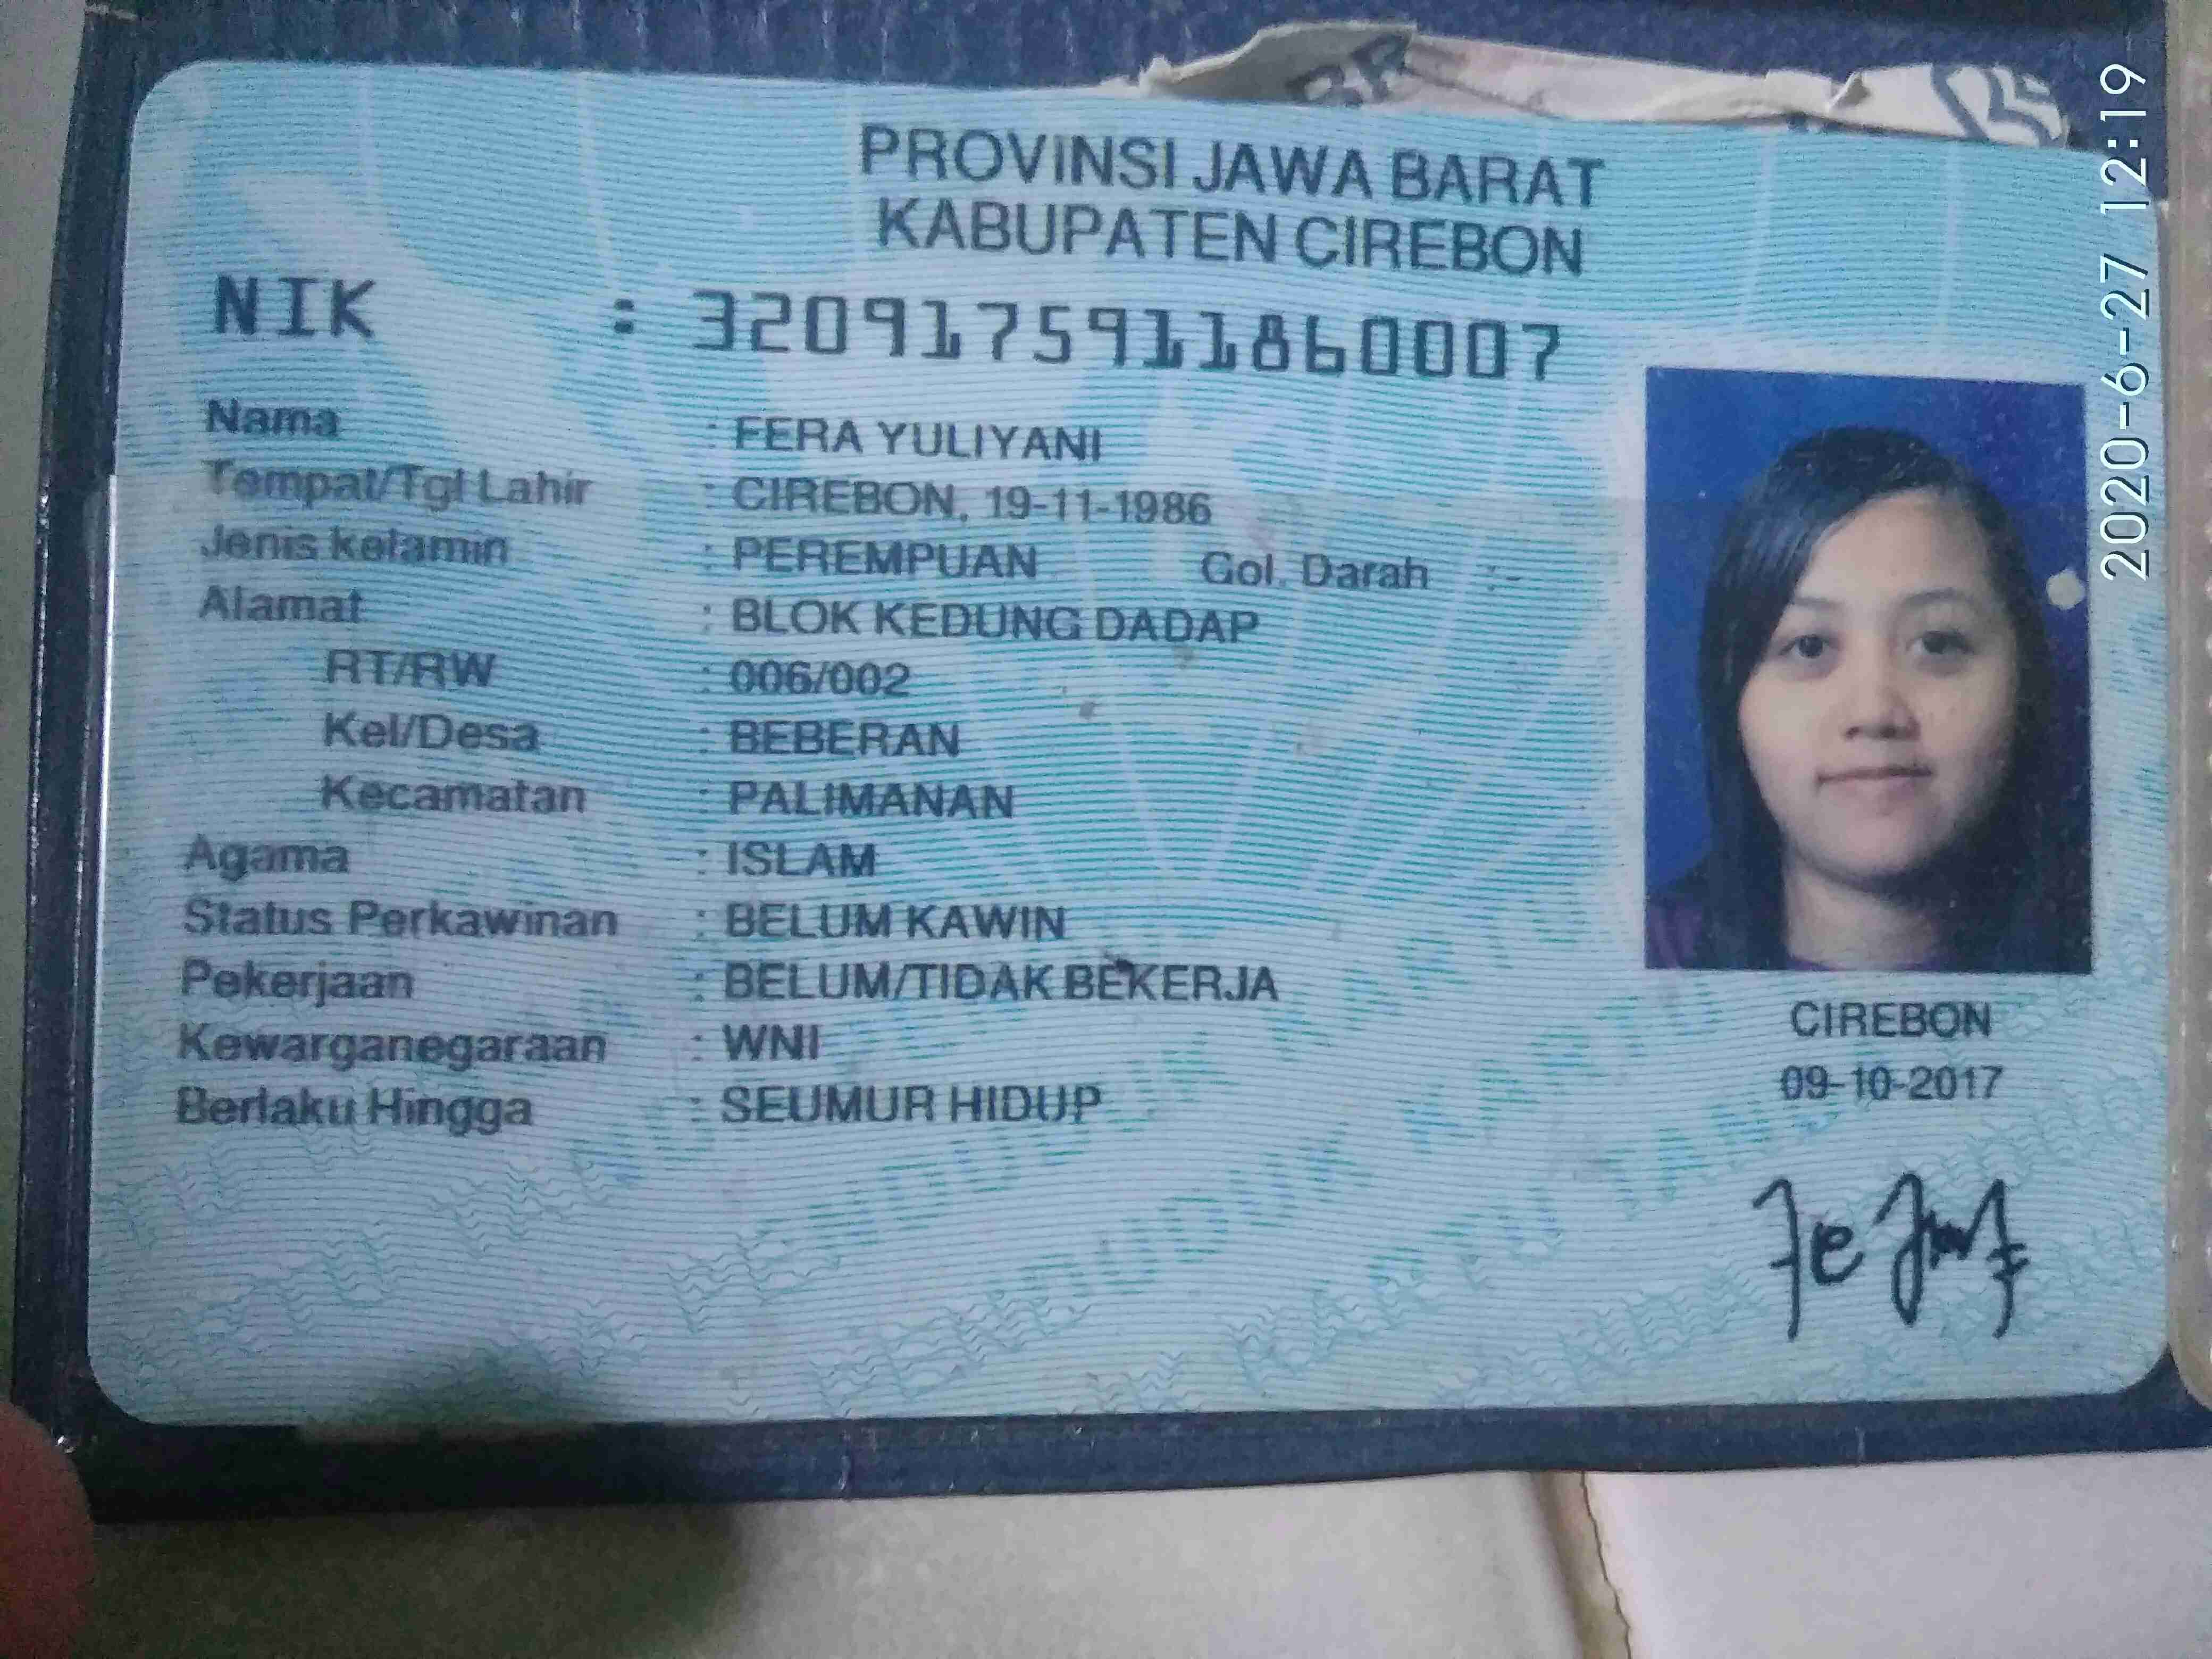 PROVINSI JAWA BARAT
KABUPATEN CIREBON
NIK : 3209175911860007
Nama : FERA YULIYANI
Tempat/Tgl Lahir : CIREBON, 19-11-1986
Jenis kelamin : PEREMPUAN Gol. Darah :-
Alamat : BLOK KEDUNG DADAP
RT/RW : 006/002
Kel/Desa : BEBERAN
Kecamatan : PALIMANAN
Agama : ISLAM
Status Perkawinan : BELUM KAWIN
Pekerjaan : BELUM/TIDAK BEKERJA
Kewarganegaraan : WNI
Berlaku Hingga : SEUMUR HIDUP
CIREBON
09-10-2017
2020-6-27 12:19